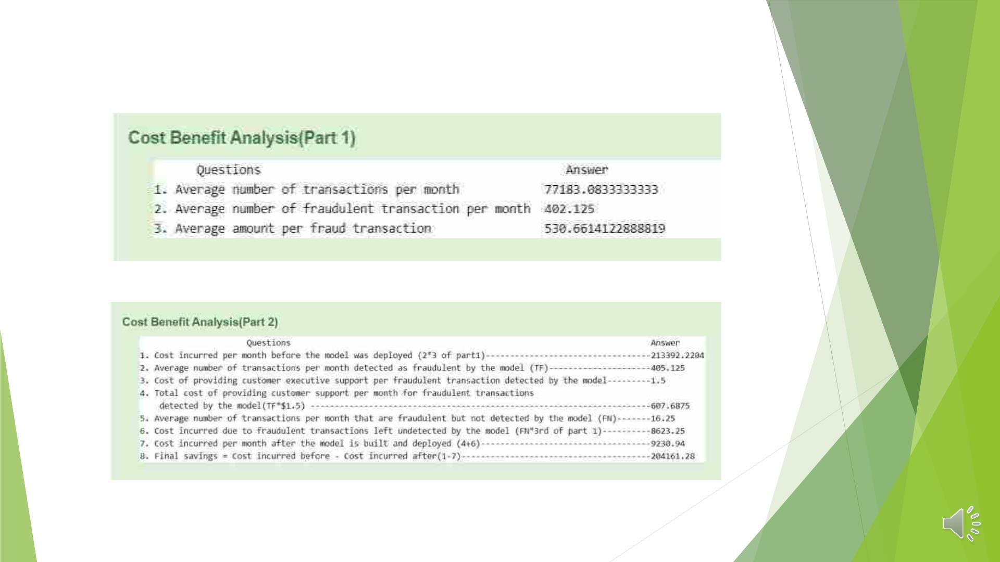 Cost Benefit Analysis(Part 1)
Questions Answer
1. Average number of transactions per month 77183.0833333333
2. Average number of fraudulent transaction per month 402.125
3. Average amount per fraud transaction 530.6614122888819
Cost Benefit Analysis(Part 2)
Questions Answer
1. Cost incurred per month before the model was deployed (2*3 of part1)----------------------------------213392.2204
2. Average number of transactions per month detected as fraudulent by the model (TF)---------------------405.125
3. Cost of providing customer executive support per fraudulent transaction detected by the model---------1.5
4. Total cost of providing customer support per month for fraudulent transactions
detected by the model(TF*$1.5) ----------------------------------------------------------------------607.6875
5. Average number of transactions per month that are fraudulent but not detected by the model (FN)-------16.25
6. Cost incurred due to fraudulent transactions left undetected by the model (FN*3rd of part 1)----------8623.25
7. Cost incurred per month after the model is built and deployed (4+6)-----------------------------------9230.94
8. Final savings = Cost incurred before - Cost incurred after(1-7)---------------------------------------204161.28